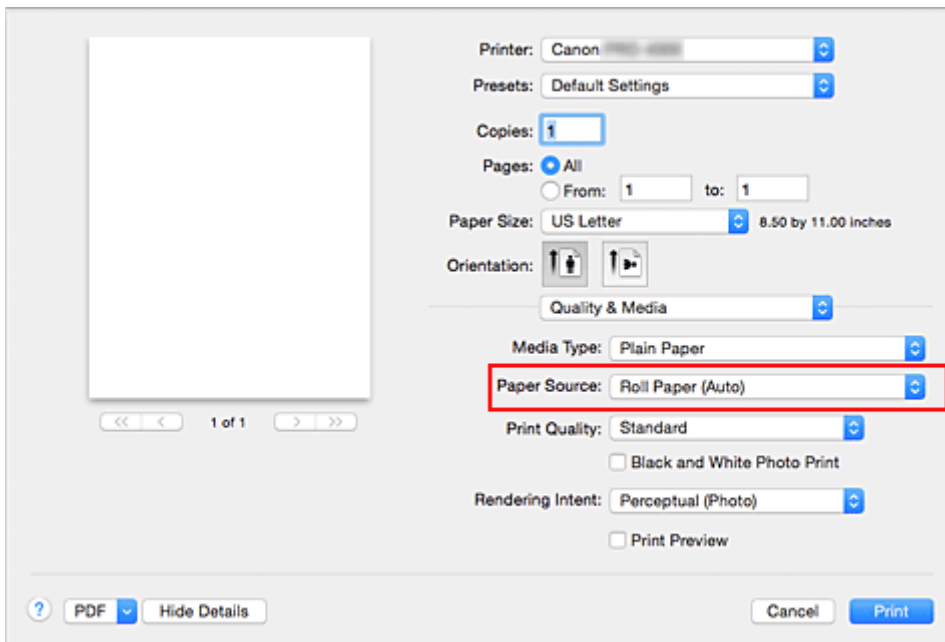 Printer: Canon
Presets: Default Settings
Copies: 1
Pages: All
From: 1 to: 1
Paper Size: US Letter 8.50 by 11.00 inches
Orientation:
Quality & Media
Media Type: Plain Paper
Paper Source: Roll Paper (Auto)
<< < 1 of 1 > >>
Print Quality: Standard
Black and White Photo Print
Rendering Intent: Perceptual (Photo)
Print Preview
? PDF Hide Details Cancel Print